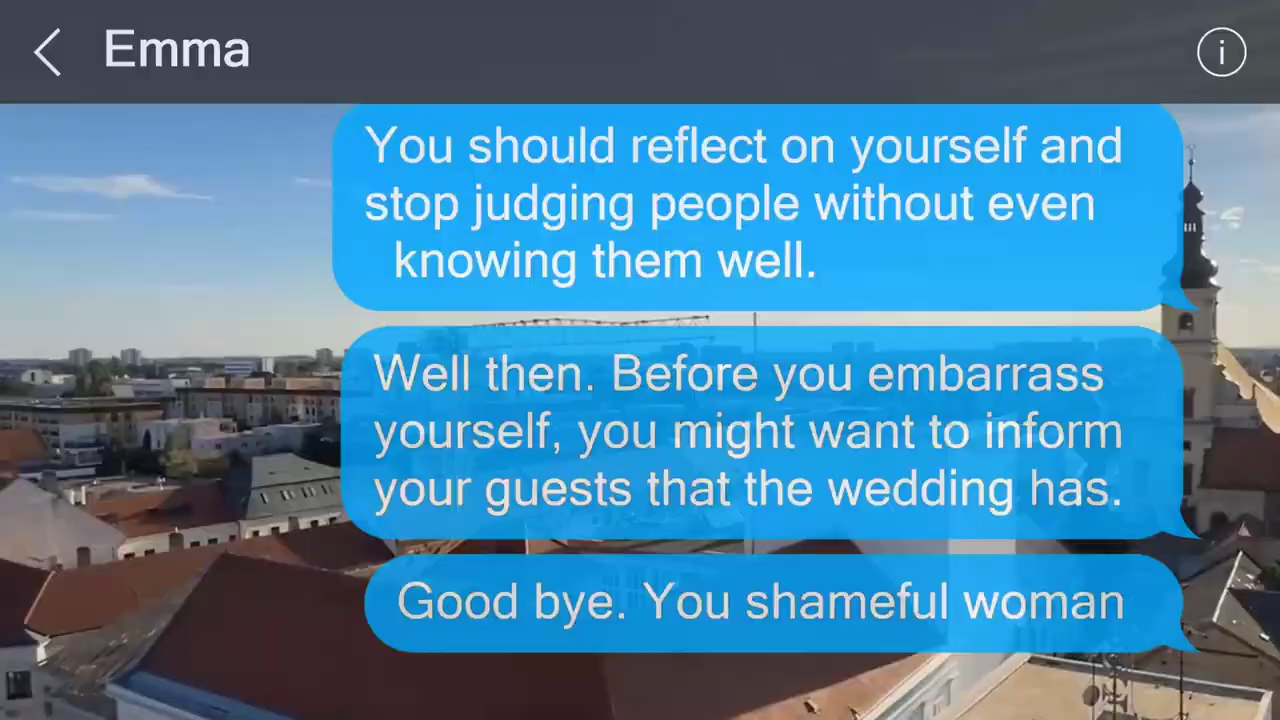 Emma
You should reflect on yourself and
stop judging people without even
knowing them well.
Well then. Before you embarrass
yourself, you might want to inform
your guests that the wedding has.
Good bye. You shameful woman